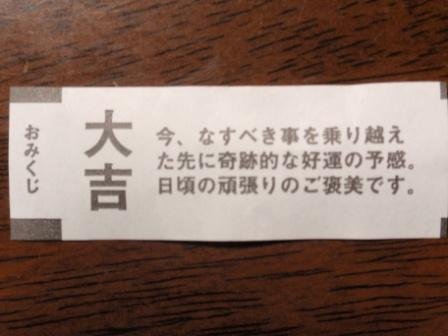 おみくじ
大吉
今、なすべき事を乗り越え
た先に奇跡的な好運の予感。
日頃の頑張りのご褒美です。